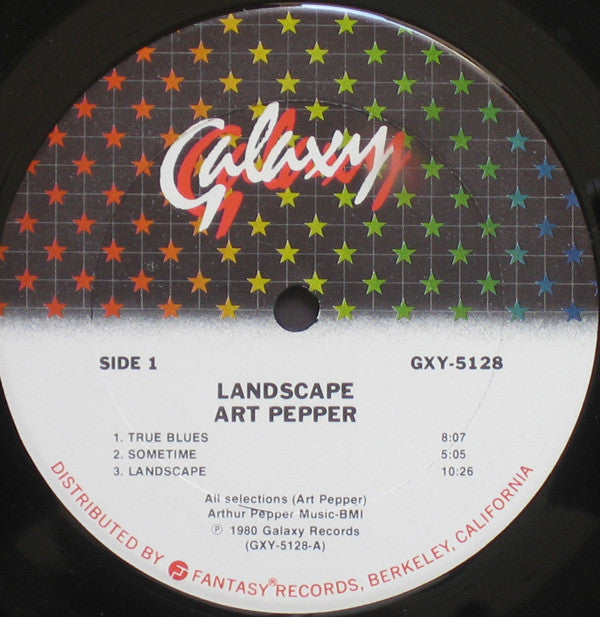 Galaxy
SIDE 1
GXY-5128
LANDSCAPE
ART PEPPER
1. TRUE BLUES 8:07
2. SOMETIME 5:05
3. LANDSCAPE 10:26
All selections (Art Pepper)
Arthur Pepper Music-BMI
℗ 1980 Galaxy Records
(GXY-5128-A)
DISTRIBUTED BY FANTASY® RECORDS, BERKELEY, CALIFORNIA